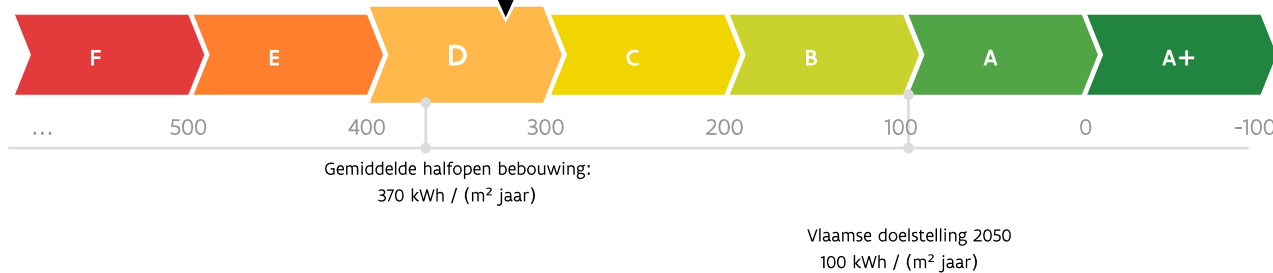 F E D C B A A+
... 500 400 300 200 100 0 -100
Gemiddelde halfopen bebouwing:
370 kWh / (m² jaar)
Vlaamse doelstelling 2050
100 kWh / (m² jaar)